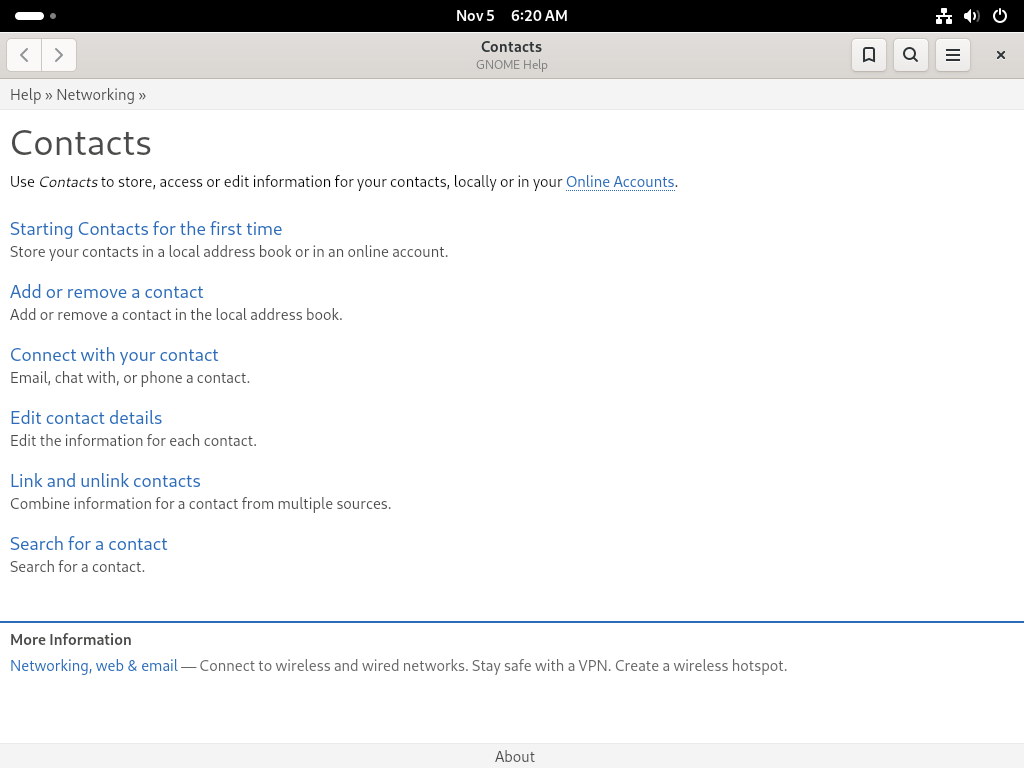 Nov 5 6:20 AM
Contacts
GNOME Help
Help » Networking »
Contacts
Use Contacts to store, access or edit information for your contacts, locally or in your Online Accounts.
Starting Contacts for the first time
Store your contacts in a local address book or in an online account.
Add or remove a contact
Add or remove a contact in the local address book.
Connect with your contact
Email, chat with, or phone a contact.
Edit contact details
Edit the information for each contact.
Link and unlink contacts
Combine information for a contact from multiple sources.
Search for a contact
Search for a contact.
More Information
Networking, web & email — Connect to wireless and wired networks. Stay safe with a VPN. Create a wireless hotspot.
About